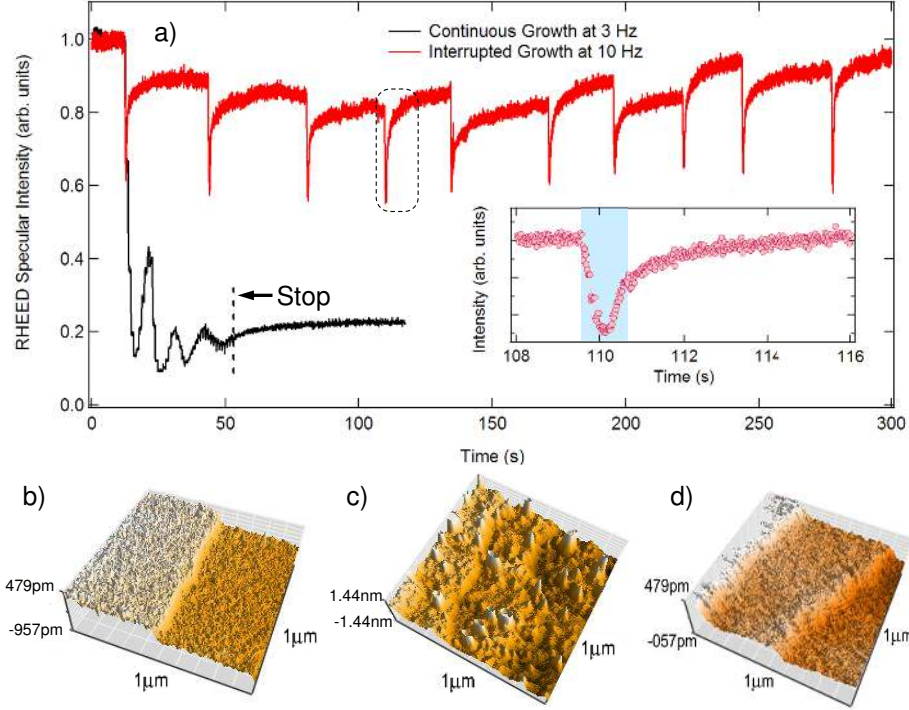 a)
Continuous Growth at 3 Hz
Interrupted Growth at 10 Hz
RHEED Specular Intensity (arb. units)
1.0
0.8
0.6
0.4
0.2
0.0
Stop
Intensity (arb. units)
108
110
112
114
116
Time (s)
0
50
100
150
200
250
300
Time (s)
b)
479pm
-957pm
1µm
1µm
c)
1.44nm
-1.44nm
1µm
1µm
d)
479pm
-057pm
1µm
1µm